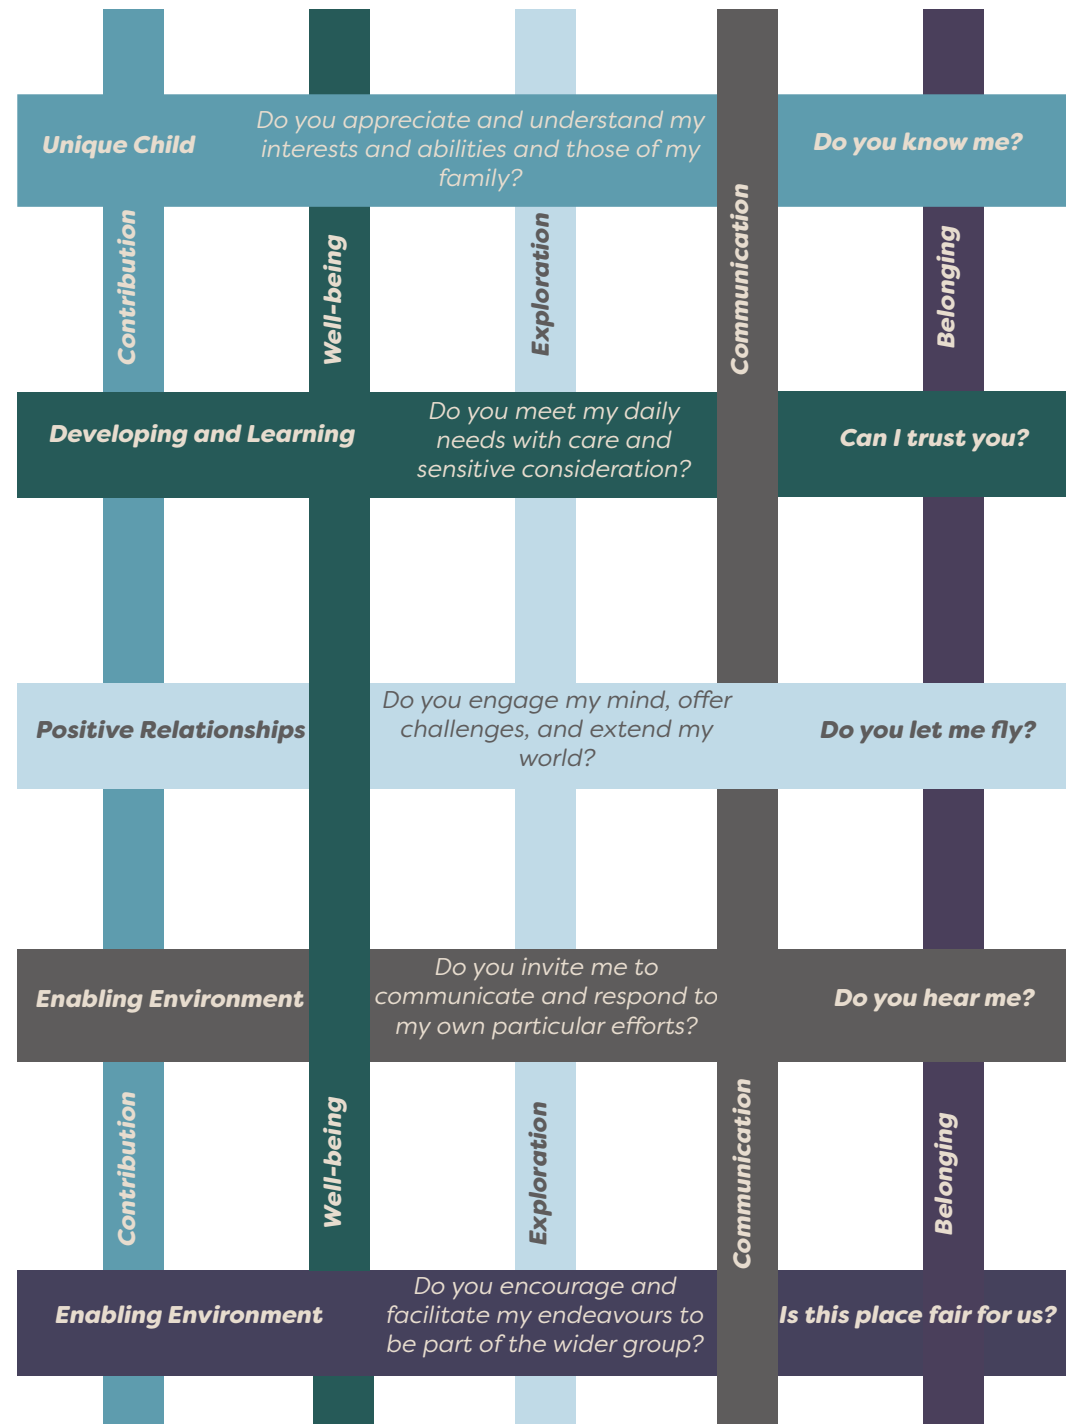 Unique Child
Do you appreciate and understand my
interests and abilities and those of my
family?
Do you know me?
Contribution
Well-being
Exploration
Communication
Belonging
Developing and Learning
Do you meet my daily
needs with care and
sensitive consideration?
Can I trust you?
Positive Relationships
Do you engage my mind, offer
challenges, and extend my
world?
Do you let me fly?
Enabling Environment
Do you invite me to
communicate and respond to
my own particular efforts?
Do you hear me?
Contribution
Well-being
Exploration
Communication
Belonging
Enabling Environment
Do you encourage and
facilitate my endeavours to
be part of the wider group?
Is this place fair for us?